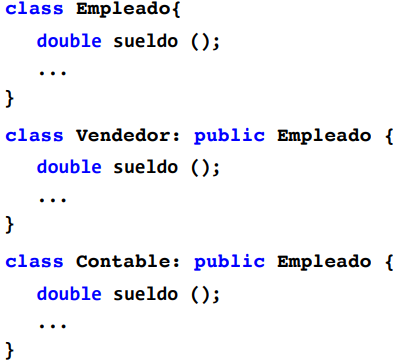 class Empleado{
double sueldo ();
...
}
class Vendedor: public Empleado {
double sueldo ();
...
}
class Contable: public Empleado {
double sueldo ();
...
}